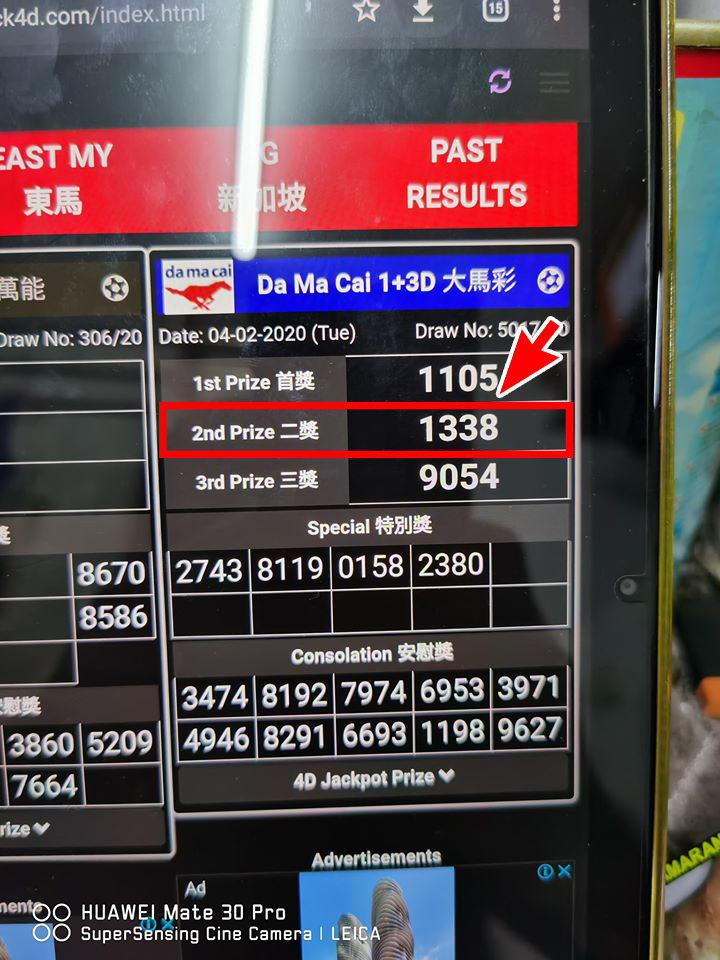 ck4d.com/index.html
15
EAST MY
東馬
G
新加坡
PAST
RESULTS
萬能
Draw No: 306/20
8670
8586
3860 5209
7664
rize
da ma cai
Da Ma Cai 1+3D 大馬彩
Date: 04-02-2020 (Tue) Draw No:
1st Prize 首獎 1105
2nd Prize 二獎 1338
3rd Prize 三獎 9054
Special 特別獎
2743 8119 0158 2380
Consolation 安慰獎
3474 8192 7974 6953 3971
4946 8291 6693 1198 9627
4D Jackpot Prize
Advertisements
Ad
HUAWEI Mate 30 Pro
SuperSensing Cine Camera | LEICA